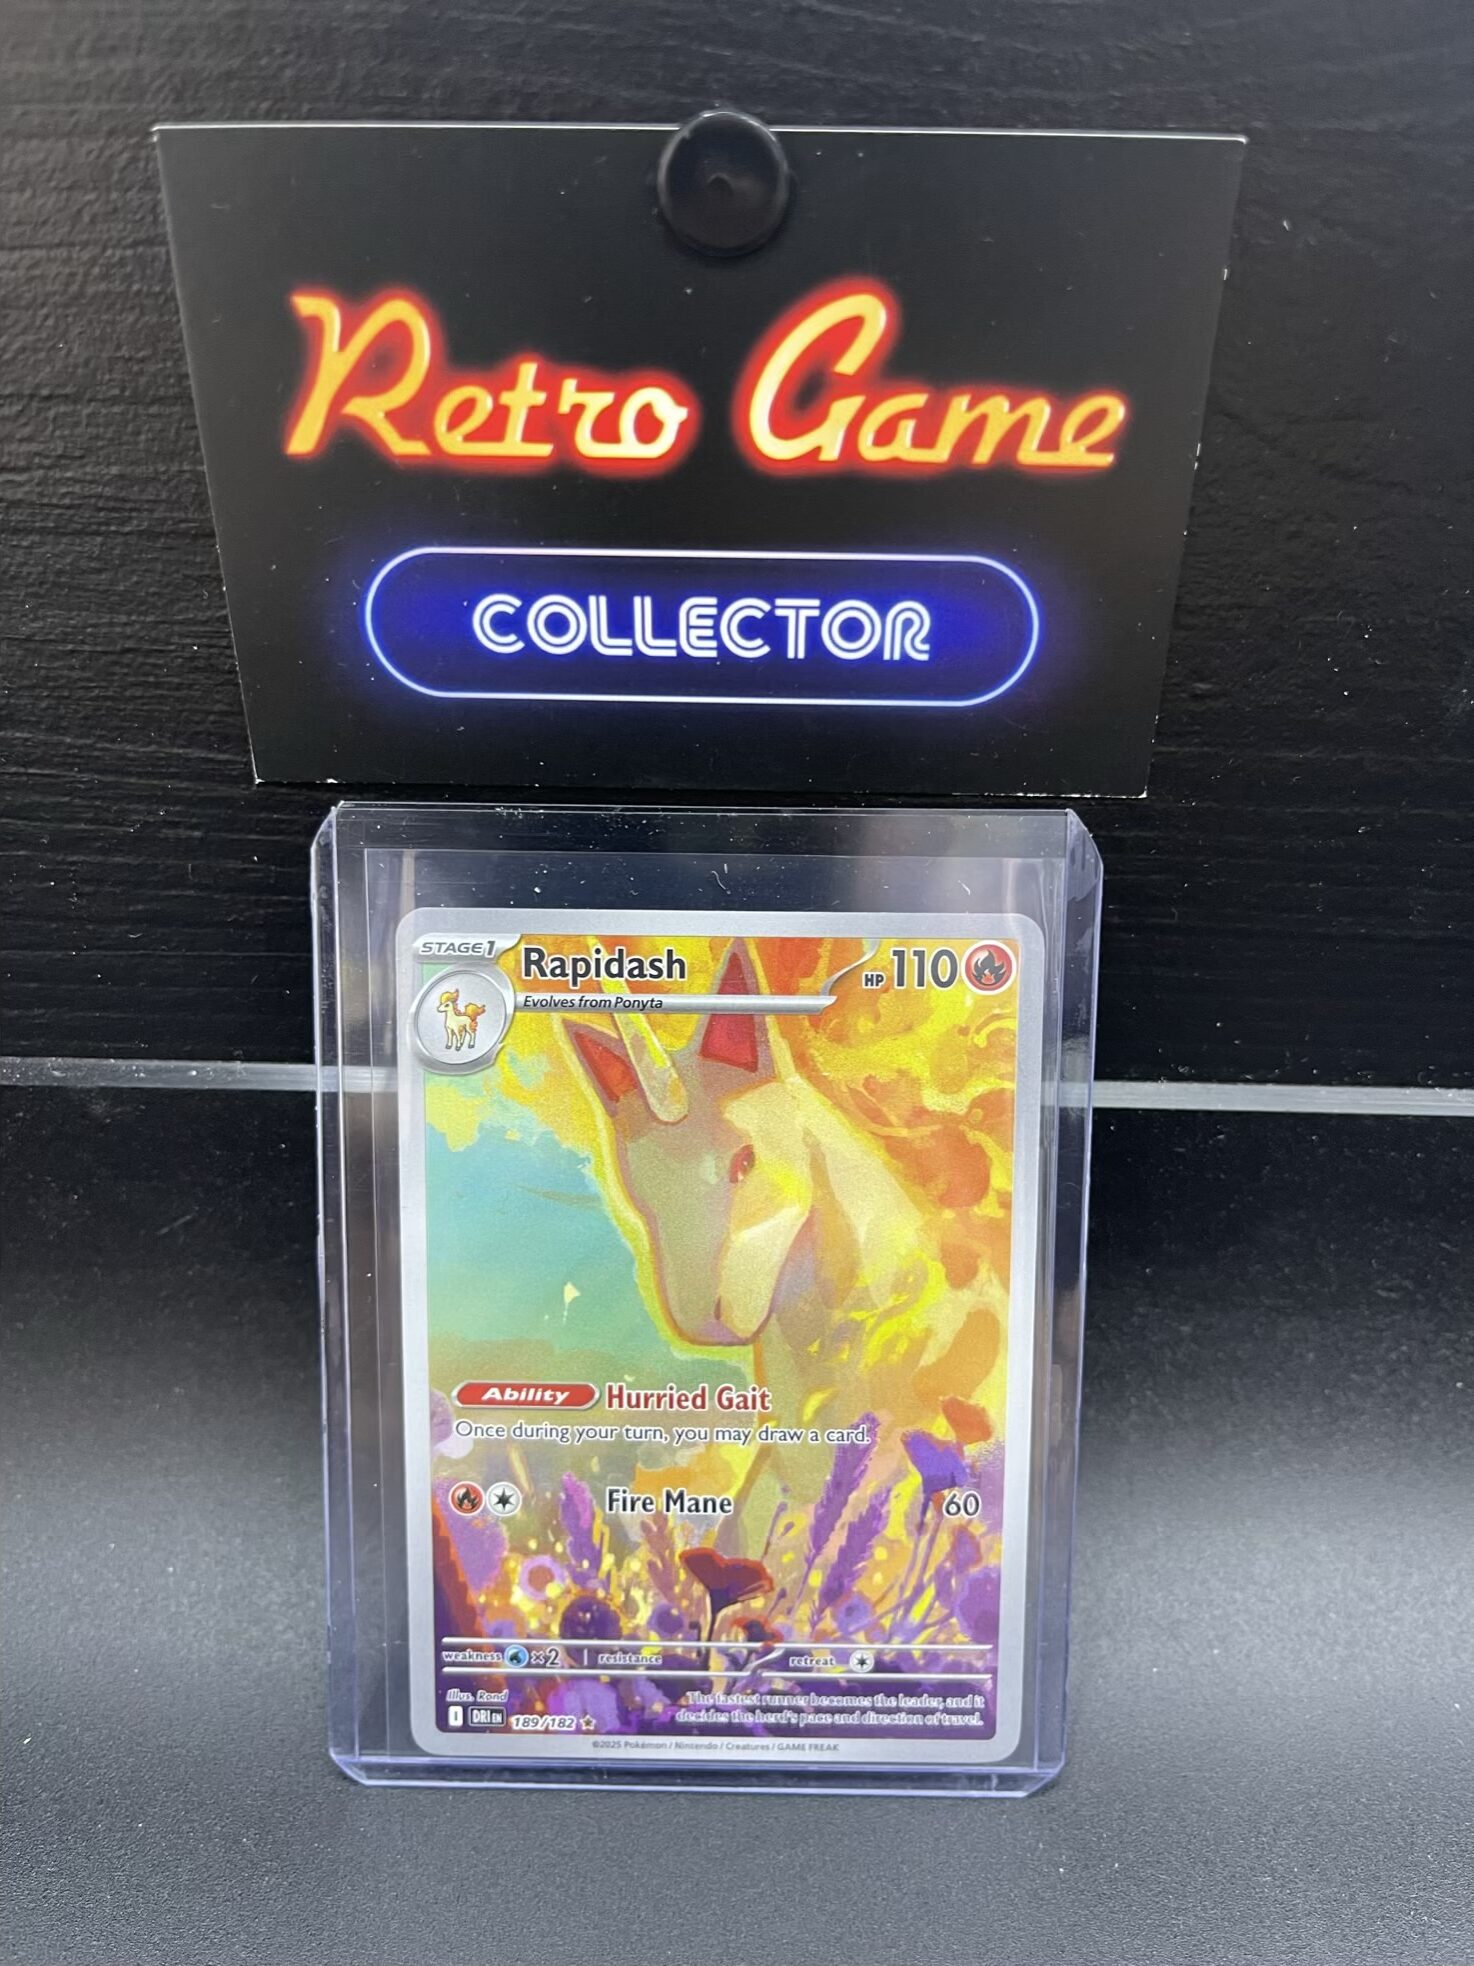 Retro Game
COLLECTOR
STAGE 1
Rapidash
HP 110
Evolves from Ponyta
Ability Hurried Gait
Once during your turn, you may draw a card.
Fire Mane 60
weakness ×2 resistance retreat
Illus. Rond
The fastest runner becomes the leader, and it
decides the herd's pace and direction of travel.
I DRI EN 189/182
©2025 Pokémon / Nintendo / Creatures / GAME FREAK